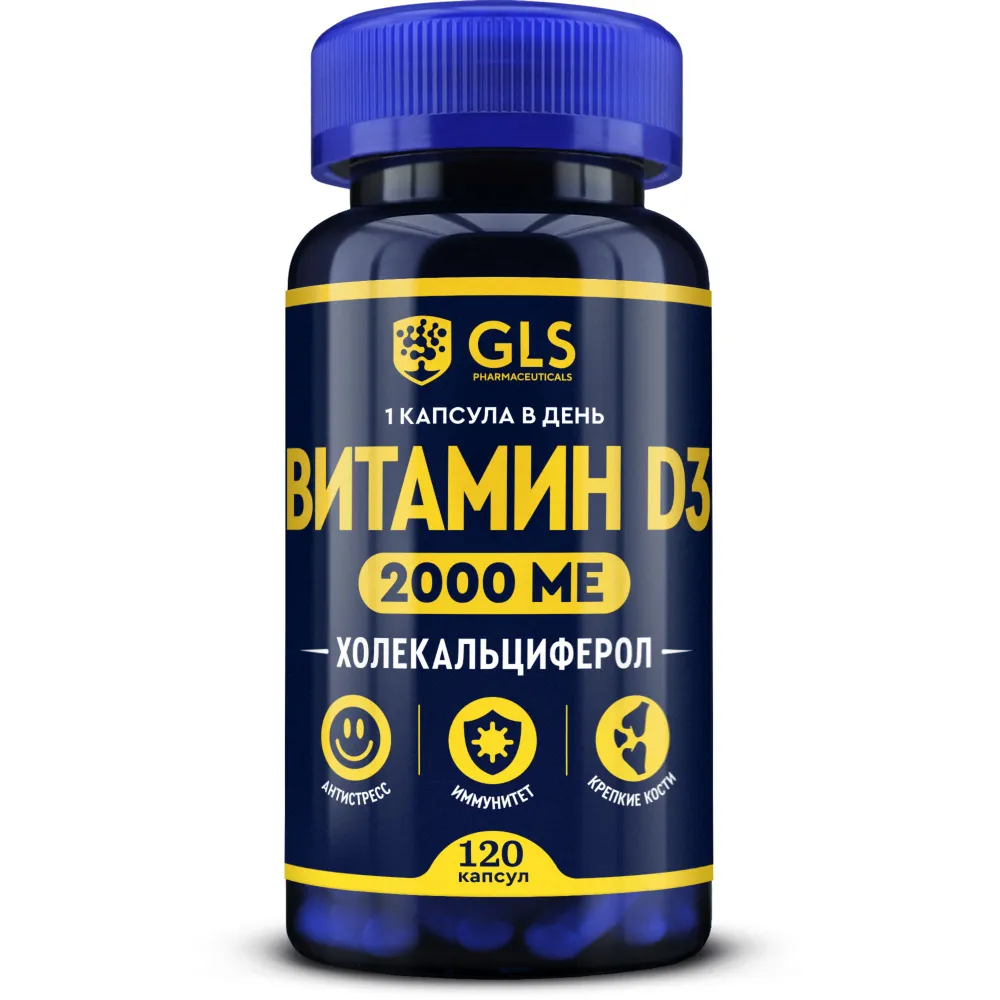 GLS
PHARMACEUTICALS
1 КАПСУЛА В ДЕНЬ
ВИТАМИН D3
2000 МЕ
ХОЛЕКАЛЬЦИФЕРОЛ
АНТИСТРЕСС
ИММУНИТЕТ
КРЕПКИЕ КОСТИ
120
капсул